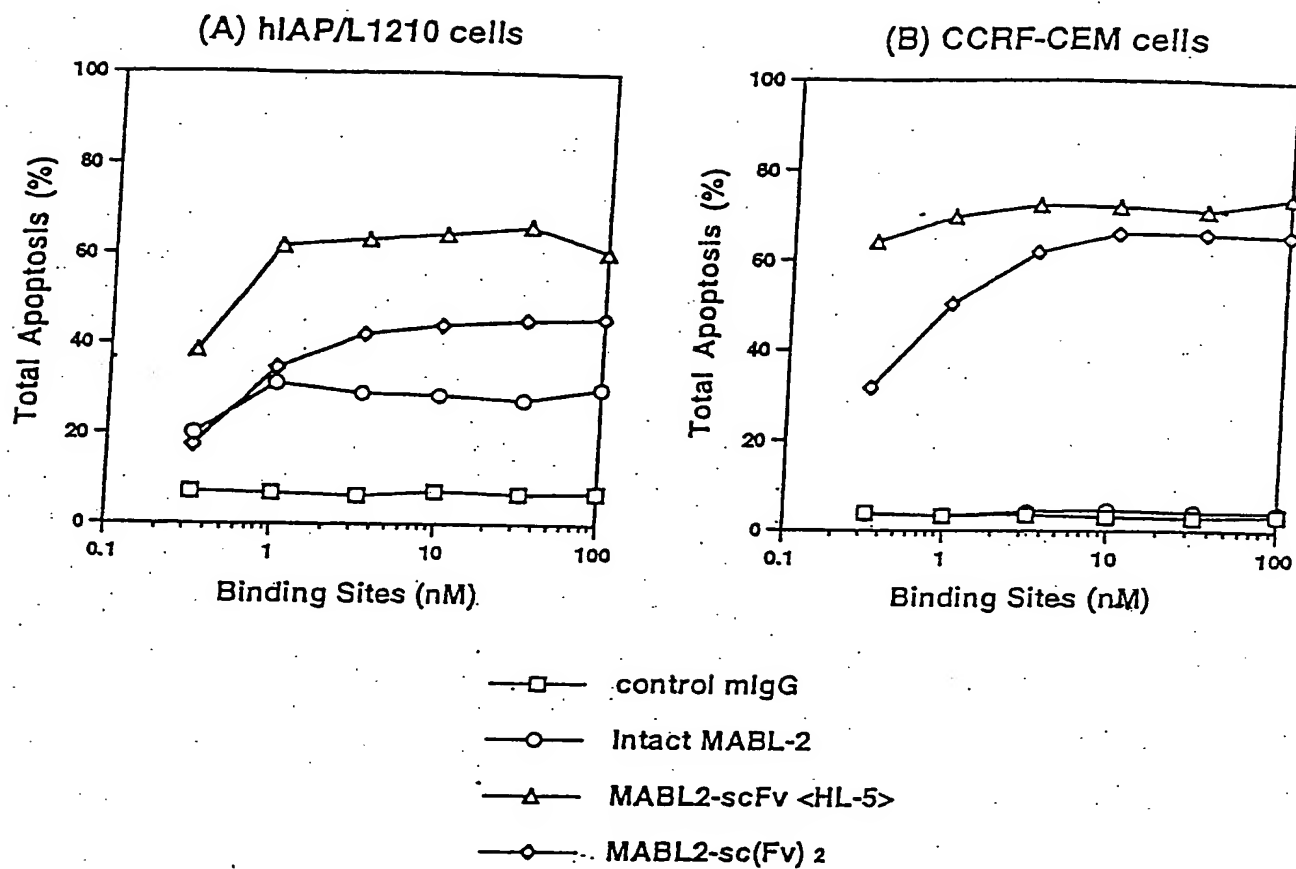 (A) hIAP/L1210 cells
100
80
60
40
20
0
Total Apoptosis (%)
0.1
1
10
100
Binding Sites (nM)
(B) CCRF-CEM cells
100
80
60
40
20
0
Total Apoptosis (%)
0.1
1
10
100
Binding Sites (nM)
control mIgG
Intact MABL-2
MABL2-scFv <HL-5>
MABL2-sc(Fv) 2